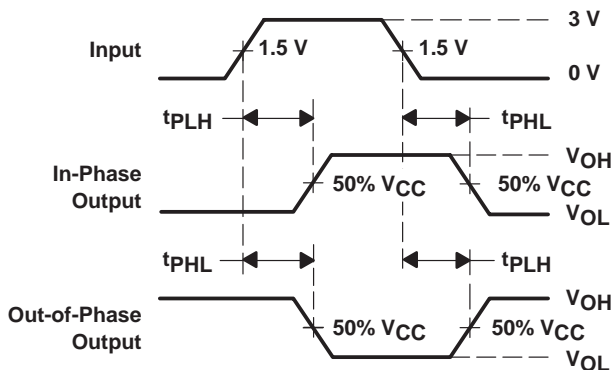 3 V
Input
1.5 V
1.5 V
0 V
tPLH
tPHL
VOH
In-Phase
Output
50% VCC
50% VCC
VOL
tPHL
tPLH
VOH
Out-of-Phase
Output
50% VCC
50% VCC
VOL